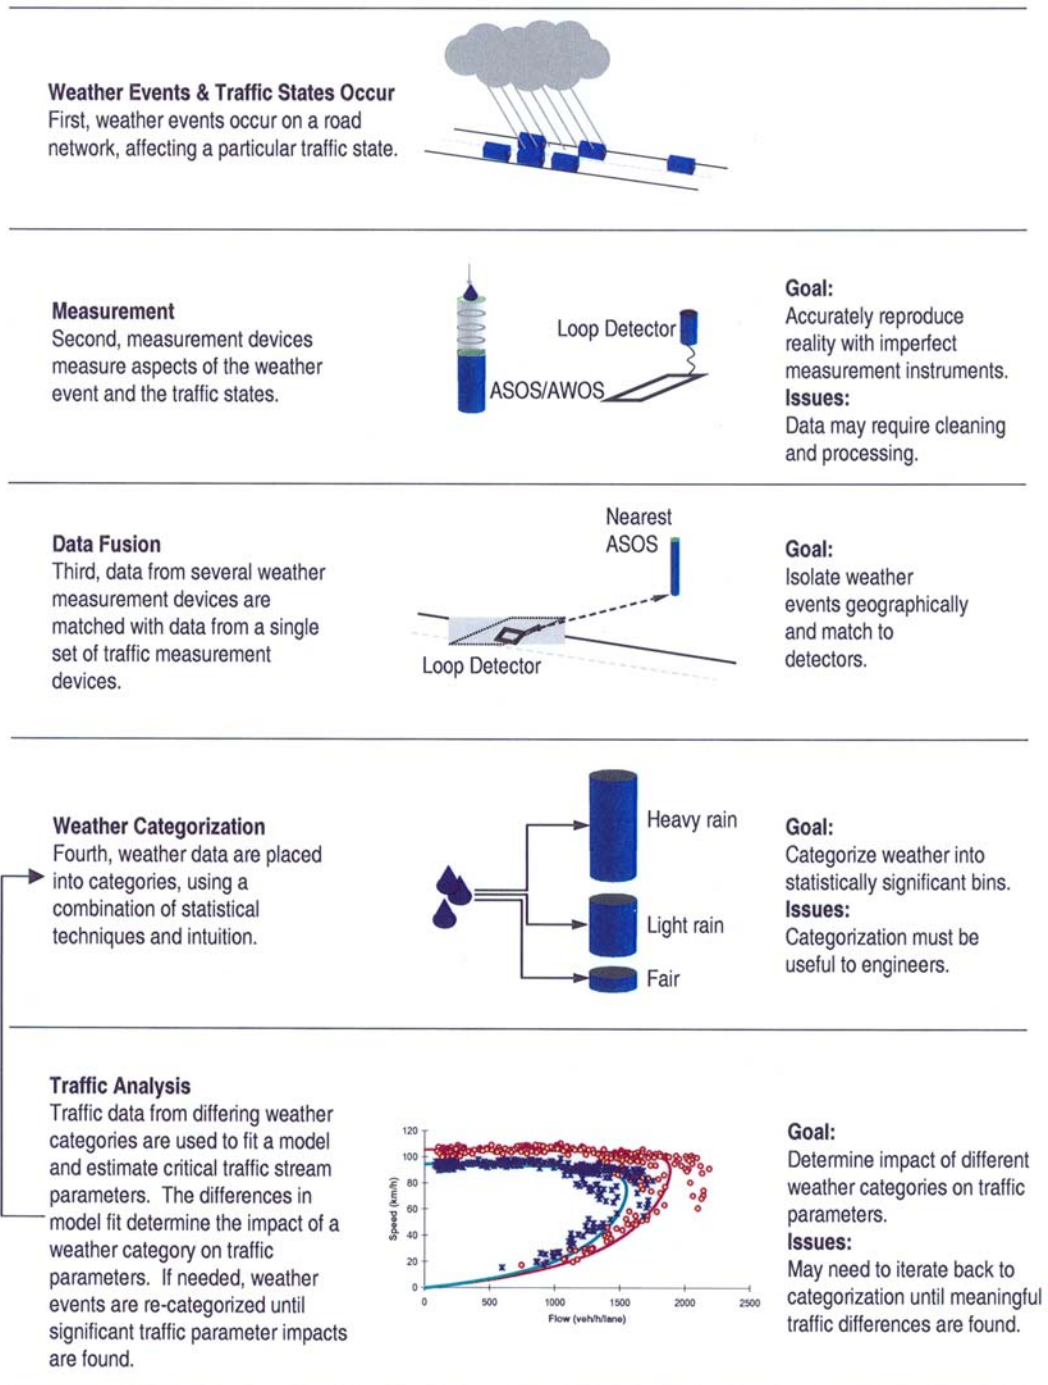 Weather Events & Traffic States Occur
First, weather events occur on a road
network, affecting a particular traffic state.
Measurement
Second, measurement devices
measure aspects of the weather
event and the traffic states.
Loop Detector
ASOS/AWOS
Goal:
Accurately reproduce
reality with imperfect
measurement instruments.
Issues:
Data may require cleaning
and processing.
Data Fusion
Third, data from several weather
measurement devices are
matched with data from a single
set of traffic measurement
devices.
Nearest
ASOS
Loop Detector
Goal:
Isolate weather
events geographically
and match to
detectors.
Weather Categorization
Fourth, weather data are placed
into categories, using a
combination of statistical
techniques and intuition.
Heavy rain
Light rain
Fair
Goal:
Categorize weather into
statistically significant bins.
Issues:
Categorization must be
useful to engineers.
Traffic Analysis
Traffic data from differing weather
categories are used to fit a model
and estimate critical traffic stream
parameters. The differences in
model fit determine the impact of a
weather category on traffic
parameters. If needed, weather
events are re-categorized until
significant traffic parameter impacts
are found.
120
100
80
60
40
20
0
Speed (km/h)
0 500 1000 1500 2000 2500
Flow (veh/h/lane)
Goal:
Determine impact of different
weather categories on traffic
parameters.
Issues:
May need to iterate back to
categorization until meaningful
traffic differences are found.